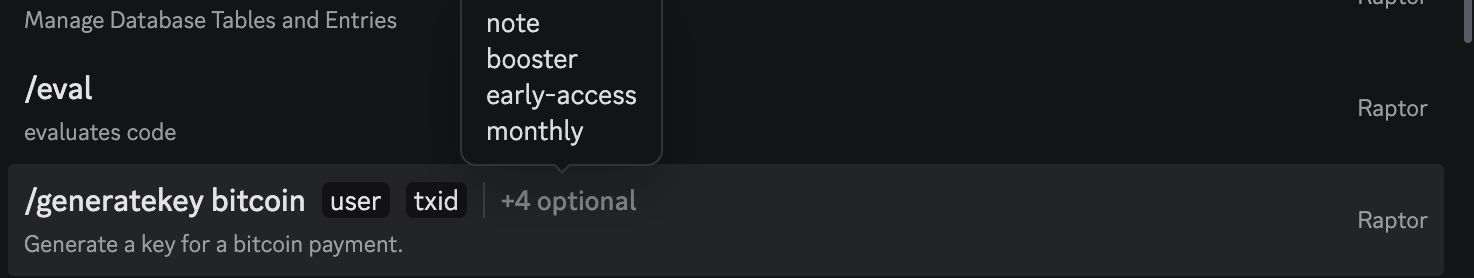 Raptor
Manage Database Tables and Entries
note
booster
early-access
monthly
/eval
evaluates code
Raptor
/generatekey bitcoin user txid +4 optional
Generate a key for a bitcoin payment.
Raptor